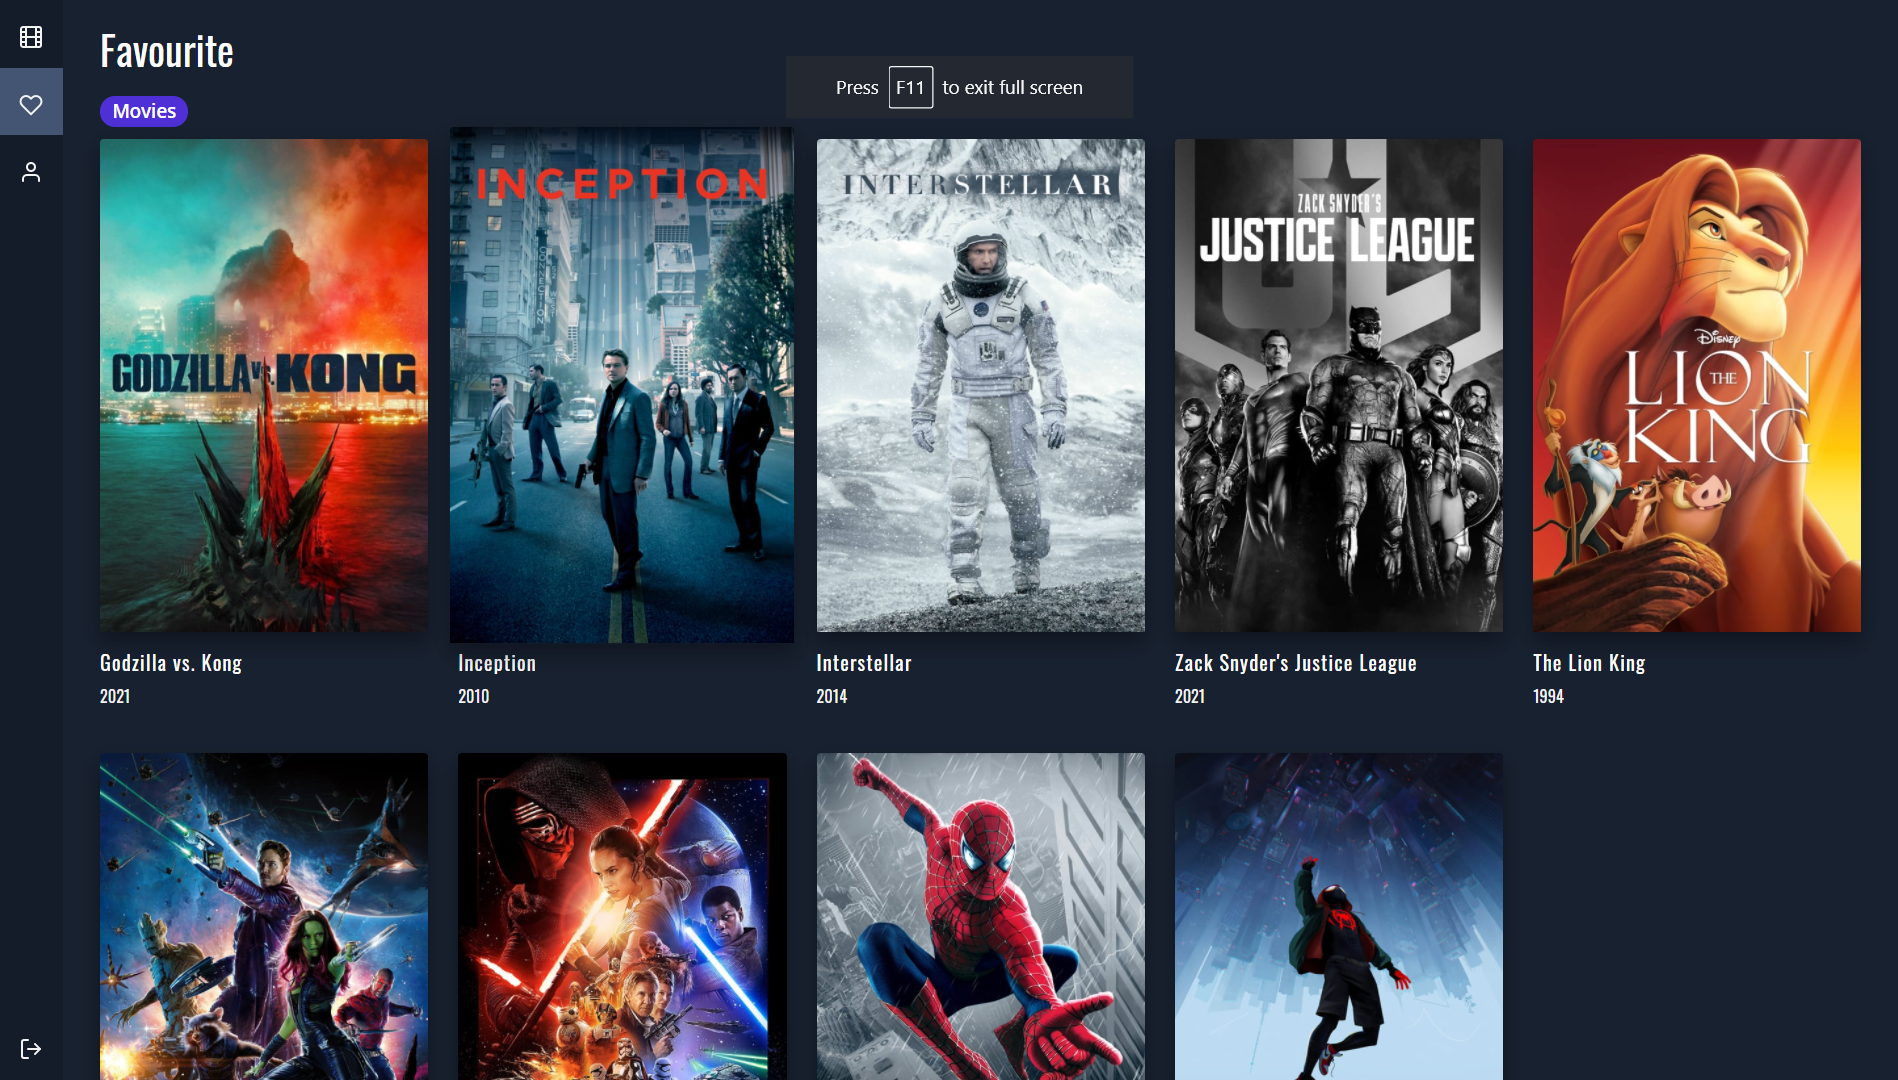 Favourite
Press F11 to exit full screen
Movies
INCEPTION
INTERSTELLAR
ZACK SNYDER'S
JUSTICE LEAGUE
JL
GODZILLA vs. KONG
DISNEY
THE
LION
KING
Godzilla vs. Kong
2021
Inception
2010
Interstellar
2014
Zack Snyder's Justice League
2021
The Lion King
1994